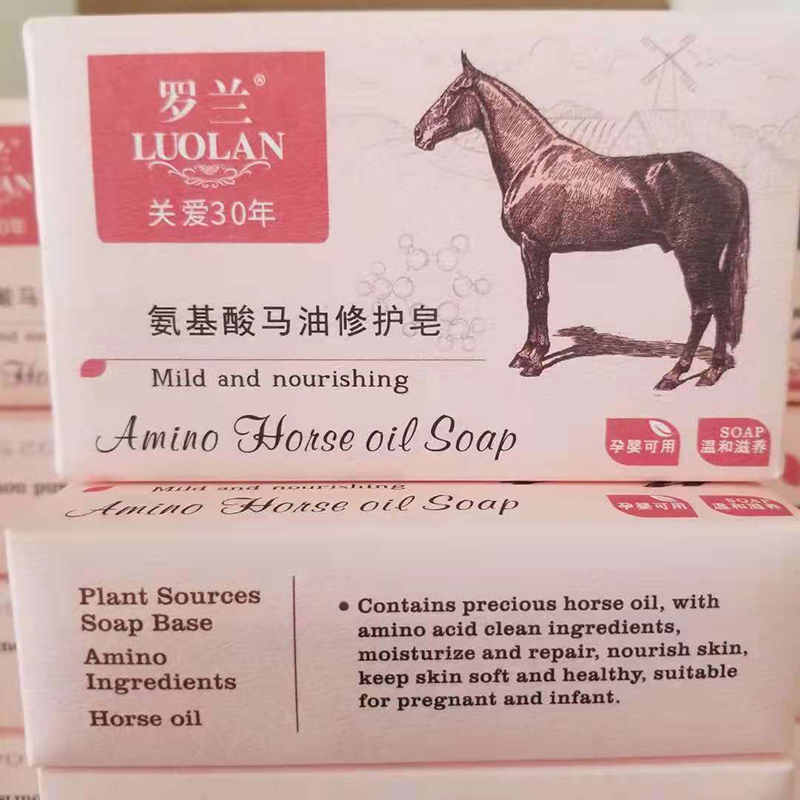 罗兰®
LUOLAN
关爱30年
氨基酸马油修护皂
Mild and nourishing
Amino Horse oil Soap
孕婴可用
SOAP
温和滋养
Mild and nourishing
Amino Horse oil Soap
孕婴可用
SOAP
温和滋养
Plant Sources
Soap Base
Amino
Ingredients
Horse oil
• Contains precious horse oil, with
amino acid clean ingredients,
moisturize and repair, nourish skin,
keep skin soft and healthy, suitable
for pregnant and infant.